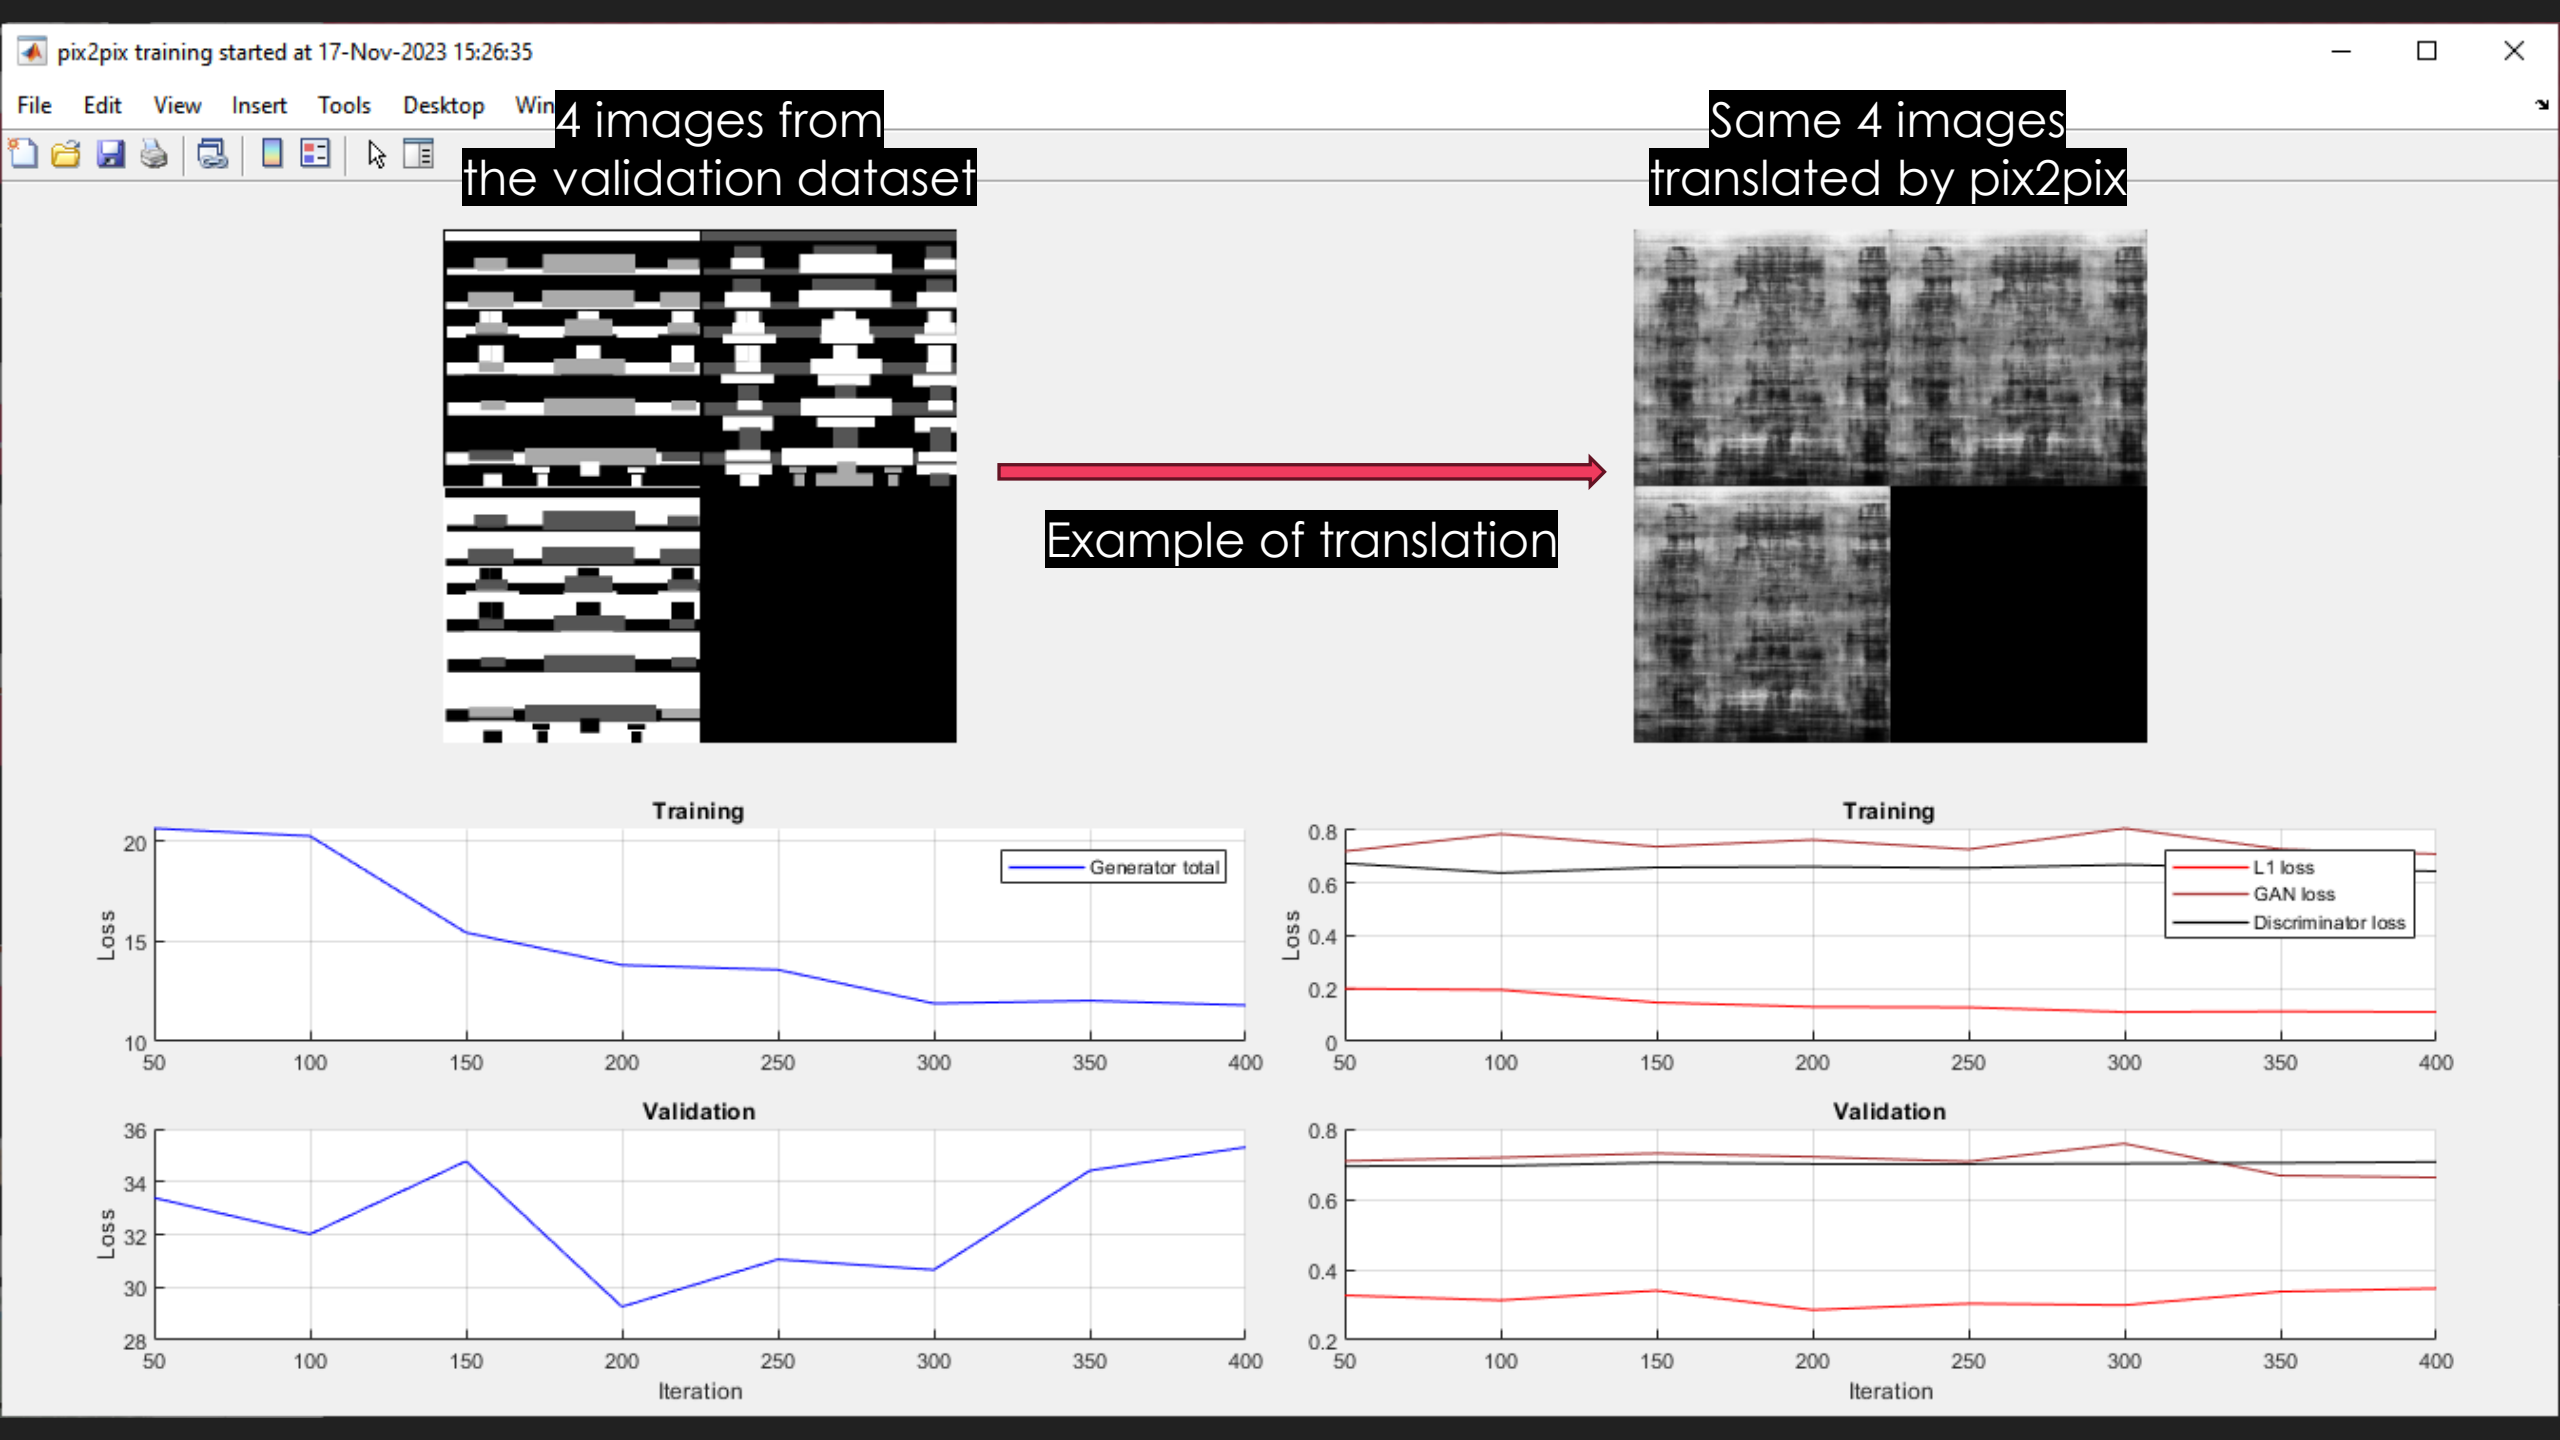 pix2pix training started at 17-Nov-2023 15:26:35
File Edit View Insert Tools Desktop Win
4 images from
the validation dataset
Same 4 images
translated by pix2pix
Example of translation
Training
20
15
10
Loss
Generator total
50 100 150 200 250 300 350 400
Training
0.8
0.6
0.4
0.2
0
Loss
L1 loss
GAN loss
Discriminator loss
50 100 150 200 250 300 350 400
Validation
36
34
32
30
28
Loss
50 100 150 200 250 300 350 400
Iteration
Validation
0.8
0.6
0.4
0.2
50 100 150 200 250 300 350 400
Iteration